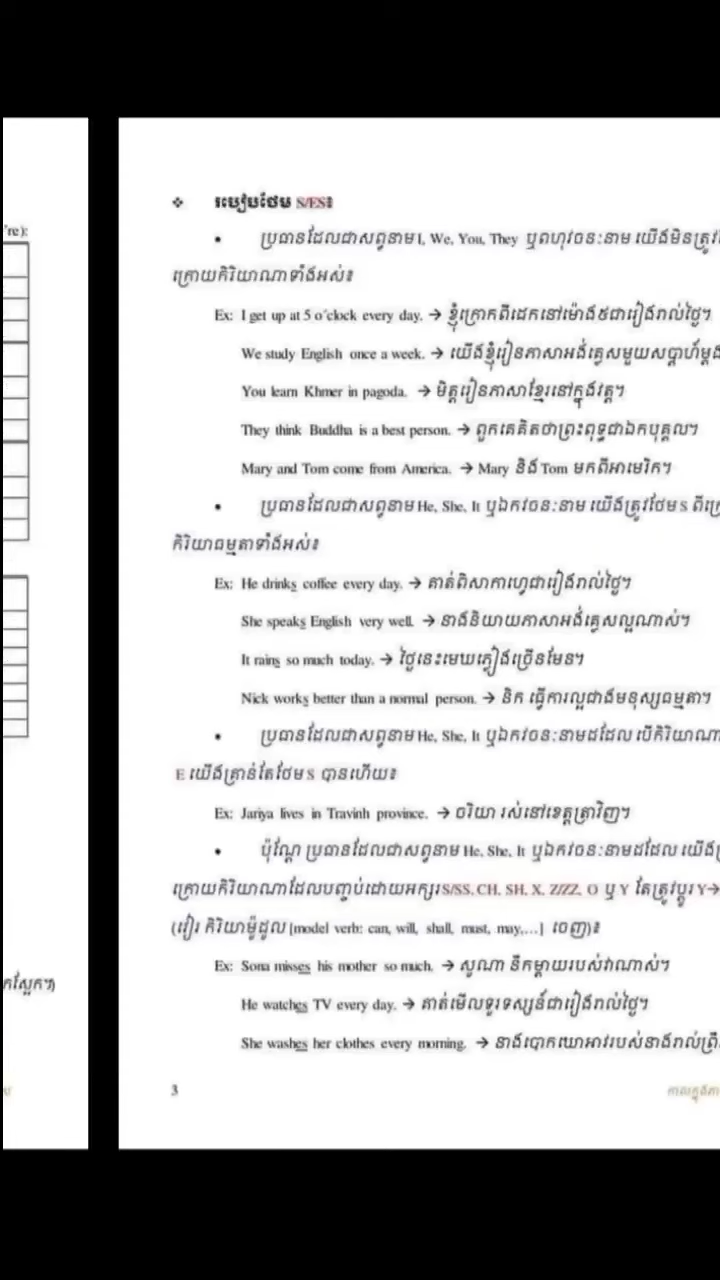 're):
❖ របៀបថែម S/ES៖
• ប្រធានដែលជាសព្វនាម I, We, You, They ឬពហុវចនៈនាម យើងមិនត្រូវ
ក្រោយកិរិយាណាទាំងអស់៖
Ex: I get up at 5 o'clock every day. → ខ្ញុំក្រោកពីដេកនៅម៉ោង៥ជារៀងរាល់ថ្ងៃ។
We study English once a week. → យើងខ្ញុំរៀនភាសាអង់គ្លេសមួយសប្ដាហ៍ម្ដង
You learn Khmer in pagoda. → មិត្តរៀនភាសាខ្មែរនៅក្នុងវត្ត។
They think Buddha is a best person. → ពួកគេគិតថាព្រះពុទ្ធជាឯកបុគ្គល។
Mary and Tom come from America. → Mary និង Tom មកពីអាមេរិក។
• ប្រធានដែលជាសព្វនាម He, She, It ឬឯកវចនៈនាម យើងត្រូវថែម S ពីក្រោ
កិរិយាធម្មតាទាំងអស់៖
Ex: He drinks coffee every day. → គាត់ពិសាកាហ្វេជារៀងរាល់ថ្ងៃ។
She speaks English very well. → នាងនិយាយភាសាអង់គ្លេសល្អណាស់។
It rains so much today. → ថ្ងៃនេះមេឃភ្លៀងច្រើនមែន។
Nick works better than a normal person. → និក ធ្វើការល្អជាងមនុស្សធម្មតា។
• ប្រធានដែលជាសព្វនាម He, She, It ឬឯកវចនៈនាមដដែល បើកិរិយាណា
E យើងគ្រាន់តែថែម S បានហើយ៖
Ex: Jariya lives in Travinh province. → ចរិយា រស់នៅខេត្តត្រាវិញ។
• ប៉ុណ្ណែ ប្រធានដែលជាសព្វនាម He, She, It ឬឯកវចនៈនាមដដែល យើងត្រូ
ក្រោយកិរិយាណាដែលបញ្ចប់ដោយអក្សរ S/SS, CH, SH, X, Z/ZZ, O ឬ Y តែត្រូវប្ដូរ Y→
(វៀរ កិរិយាម៉ូដូល [model verb: can, will, shall, must, may,...] ចេញ)៖
Ex: Sona misses his mother so much. → សូណា នឹកម្ដាយរបស់វាណាស់។
He watches TV every day. → គាត់មើលទូរទស្សន៍ជារៀងរាល់ថ្ងៃ។
She washes her clothes every morning. → នាងបោកខោអាវរបស់នាងរាល់ព្រឹ
កស្អែក។)
3
កាលក្នុងភា